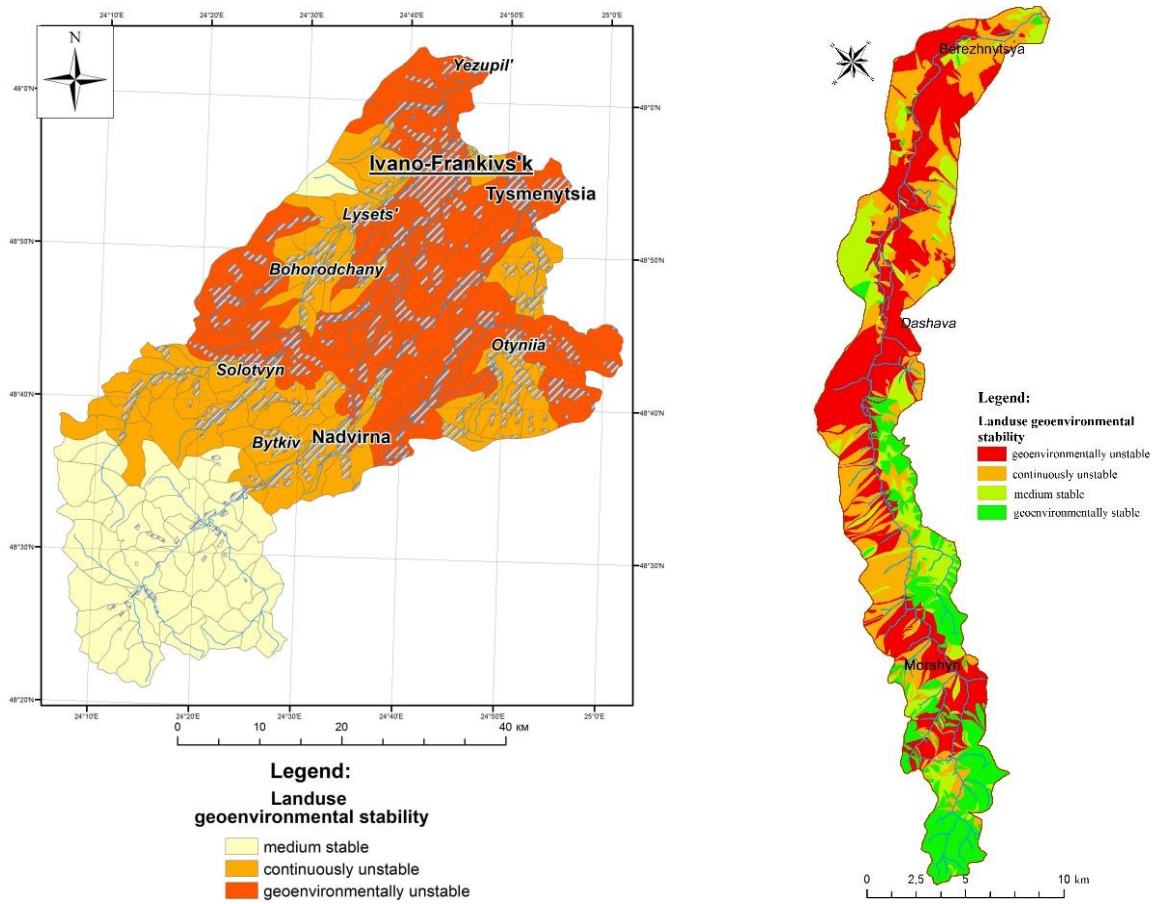 24°10'E 24°20'E 24°30'E 24°40'E 24°50'E 25°0'E
N
49°0'N
49°0'N
48°50'N
48°50'N
48°40'N
48°40'N
48°30'N
48°30'N
48°20'N
24°10'E 24°20'E 24°30'E 24°40'E 24°50'E 25°0'E
Yezupil'
Ivano-Frankivs'k
Tysmenytsia
Lysets'
Bohorodchany
Otyniia
Solotvyn
Bytkiv
Nadvirna
0 10 20 40 км
Legend:
Landuse
geoenvironmental stability
medium stable
continuously unstable
geoenvironmentally unstable
Berezhnytsya
Dashava
Morshyn
Legend:
Landuse geoenvironmental
stability
geoenvironmentally unstable
continuously unstable
medium stable
geoenvironmentally stable
0 2,5 5 10 km